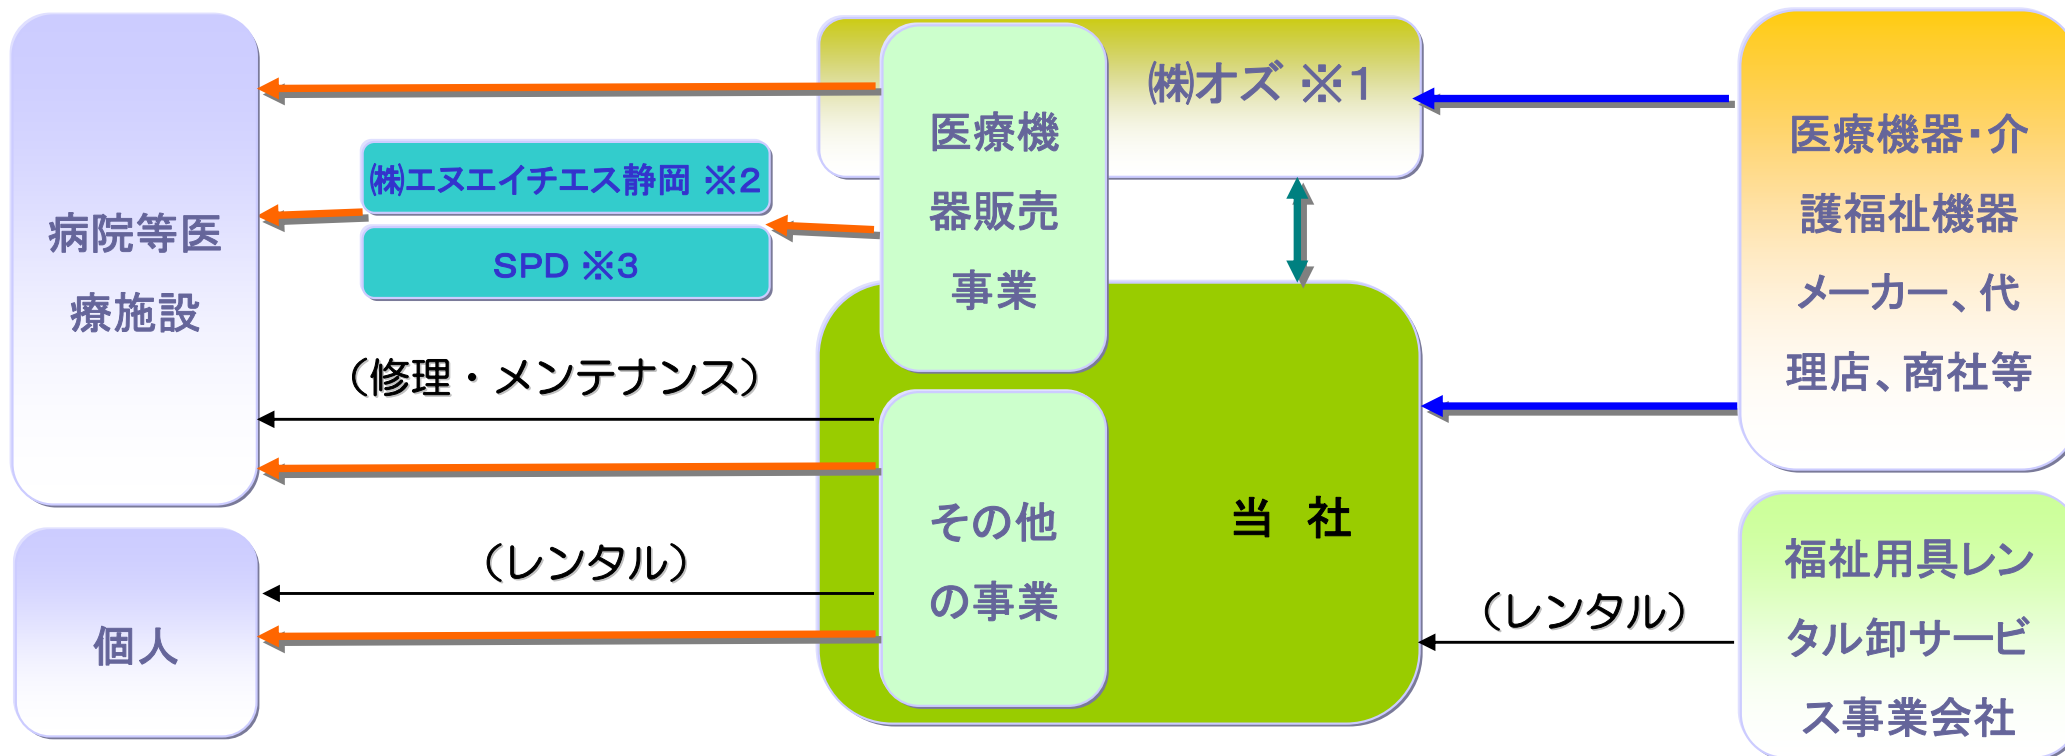 病院等医
療施設
個人
㈱エヌエイチエス静岡 ※2
SPD ※3
（修理・メンテナンス）
（レンタル）
医療機
器販売
事業
その他
の事業
㈱オズ ※1
当 社
（レンタル）
医療機器・介
護福祉機器
メーカー、代
理店、商社等
福祉用具レン
タル卸サービ
ス事業会社